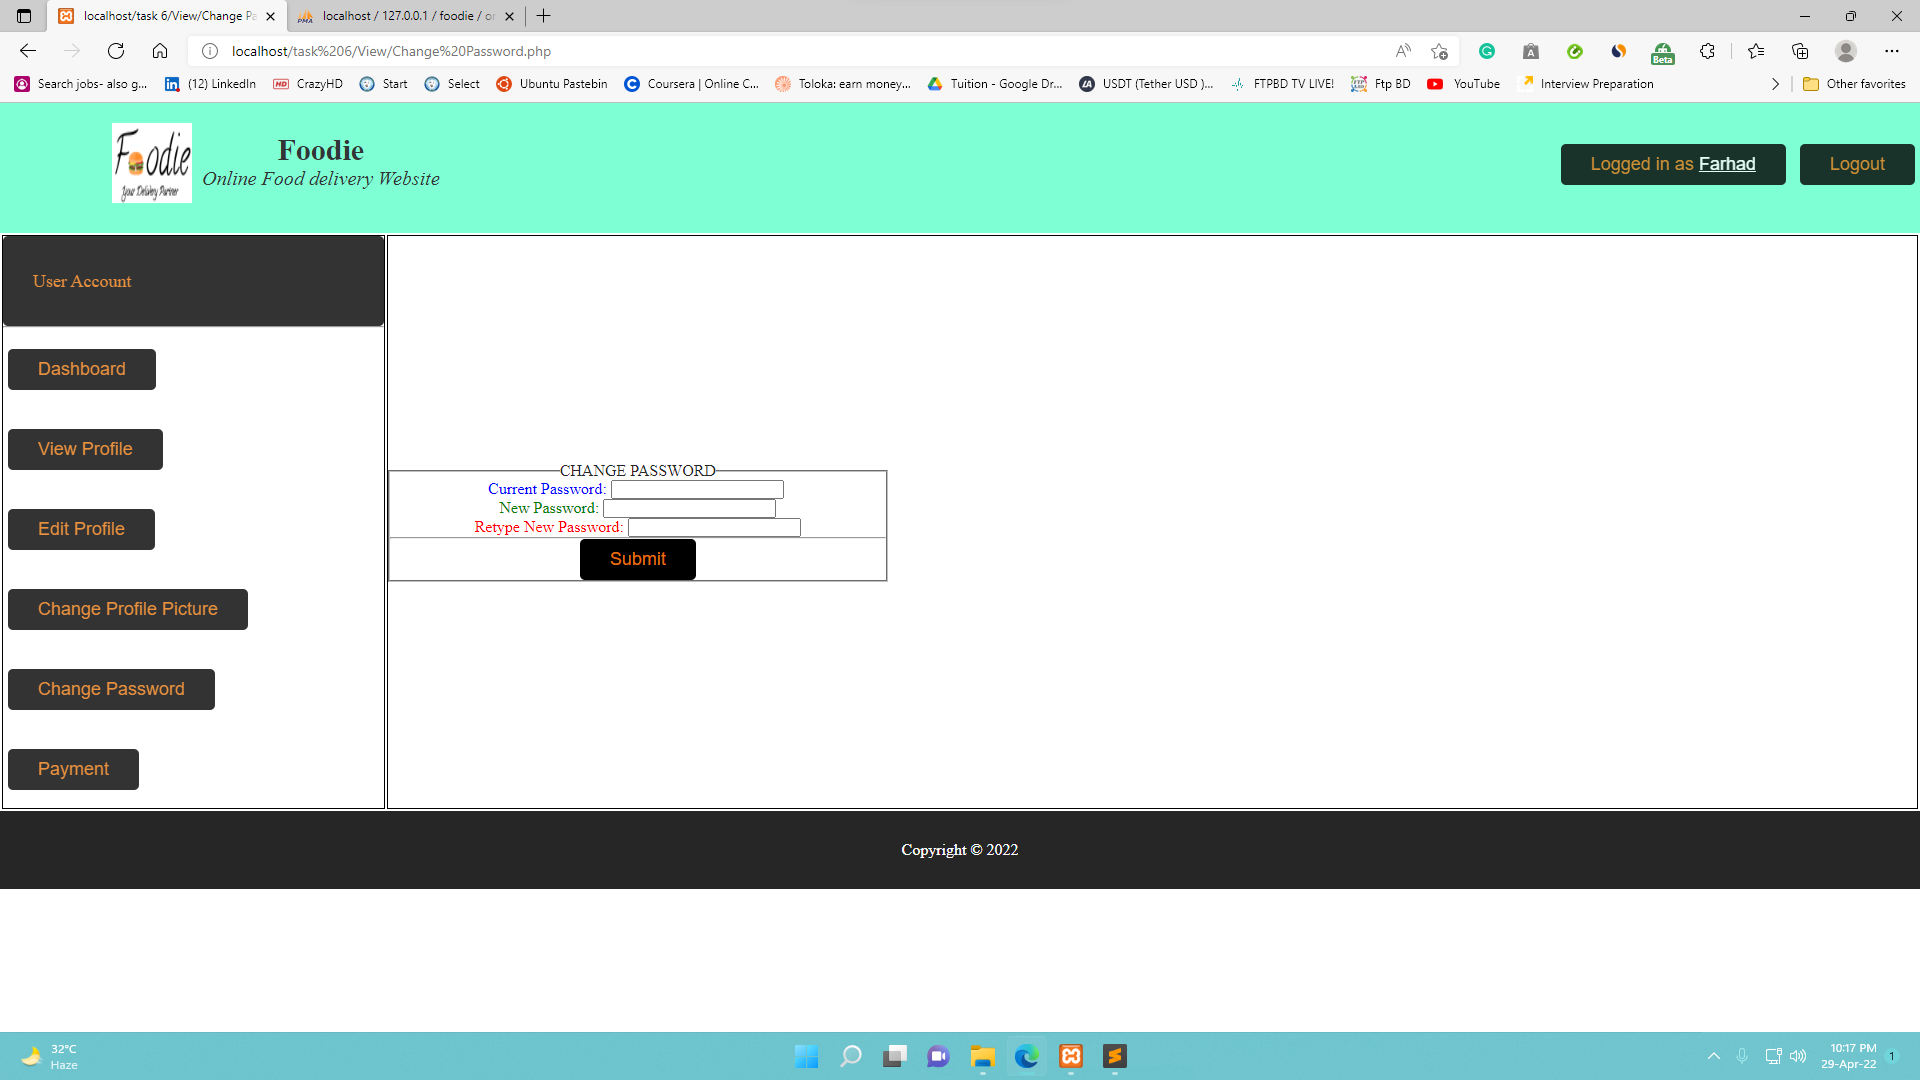 localhost/task 6/View/Change Pa
localhost / 127.0.0.1 / foodie / o
localhost/task%206/View/Change%20Password.php
Beta
Search jobs- also g...
(12) LinkedIn
CrazyHD
Start
Select
Ubuntu Pastebin
Coursera | Online C...
Toloka: earn money...
Tuition - Google Dr...
USDT (Tether USD )...
FTPBD TV LIVE!
Ftp BD
YouTube
Interview Preparation
Other favorites
Foodie
Your Delivery Partner
Foodie
Online Food delivery Website
Logged in as Farhad
Logout
User Account
Dashboard
View Profile
Edit Profile
Change Profile Picture
Change Password
Payment
CHANGE PASSWORD
Current Password:
New Password:
Retype New Password:
Submit
Copyright © 2022
32°C
Haze
10:17 PM
29-Apr-22
1